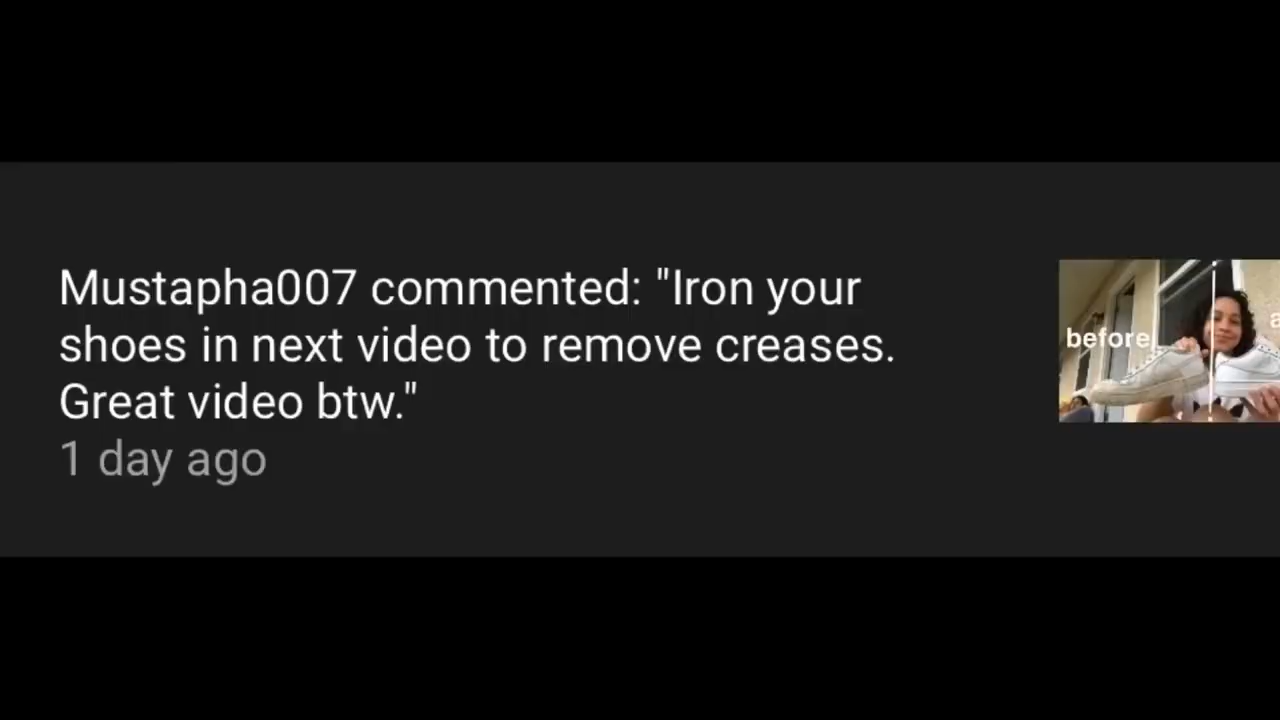 Mustapha007 commented: "Iron your
shoes in next video to remove creases.
Great video btw."
1 day ago
before
a